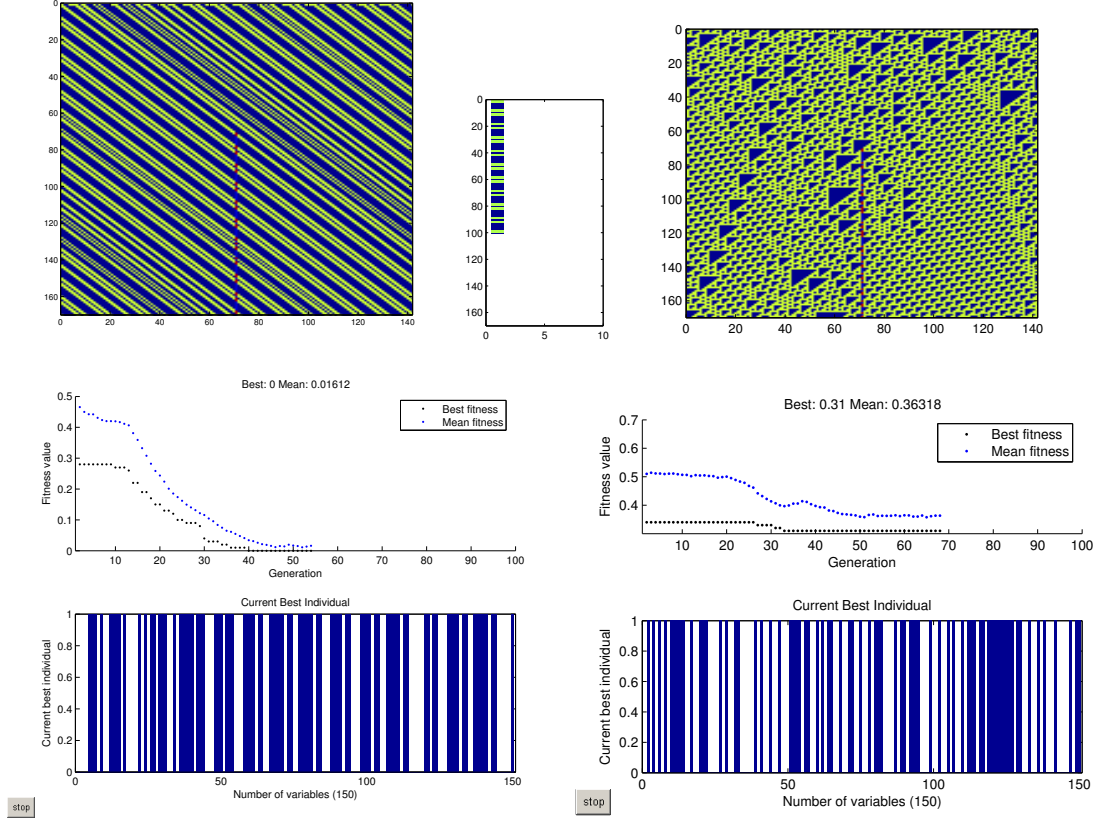 0
20
40
60
80
100
120
140
160
0 20 40 60 80 100 120 140
0
20
40
60
80
100
120
140
160
0 5 10
0
20
40
60
80
100
120
140
160
0 20 40 60 80 100 120 140
Best: 0 Mean: 0.01612
0.5
0.4
0.3
0.2
0.1
0
Fitness value
Best fitness
Mean fitness
10 20 30 40 50 60 70 80 90 100
Generation
Best: 0.31 Mean: 0.36318
0.7
0.6
0.5
0.4
Fitness value
Best fitness
Mean fitness
10 20 30 40 50 60 70 80 90 100
Generation
Current Best Individual
1
0.8
0.6
0.4
0.2
0
Current best individual
0 50 100 150
Number of variables (150)
stop
Current Best Individual
1
0.8
0.6
0.4
0.2
0
Current best individual
0 50 100 150
Number of variables (150)
stop